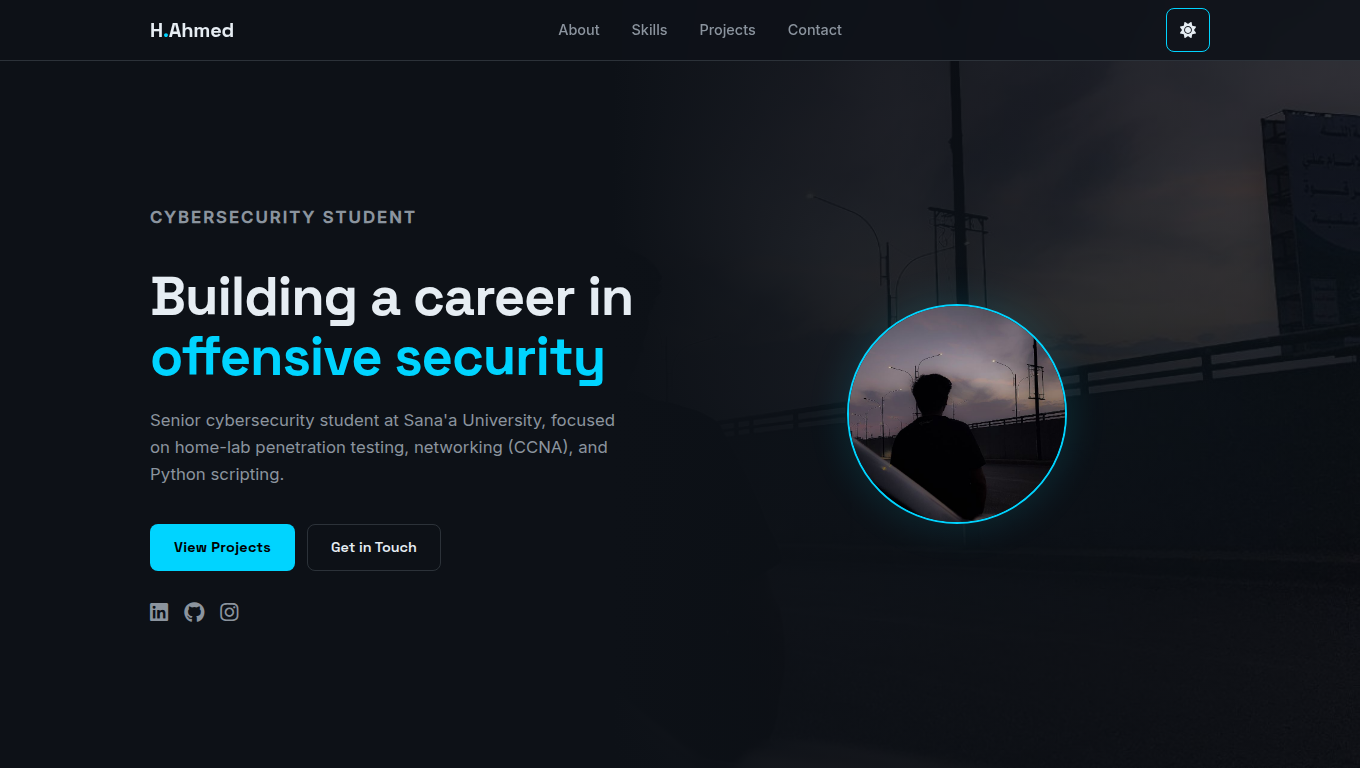 H.Ahmed
About
Skills
Projects
Contact
CYBERSECURITY STUDENT
Building a career in
offensive security
Senior cybersecurity student at Sana'a University, focused
on home-lab penetration testing, networking (CCNA), and
Python scripting.
View Projects
Get in Touch